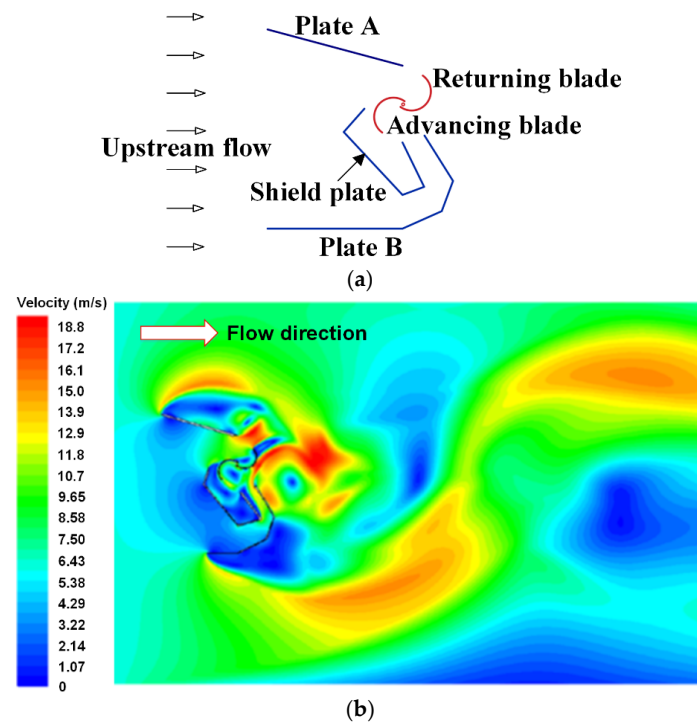 Plate A
Returning blade
Advancing blade
Upstream flow
Shield plate
Plate B
(a)
Velocity (m/s)
Flow direction
18.8
17.2
16.1
15.0
13.9
12.9
11.8
10.7
9.65
8.58
7.50
6.43
5.38
4.29
3.22
2.14
1.07
0
(b)